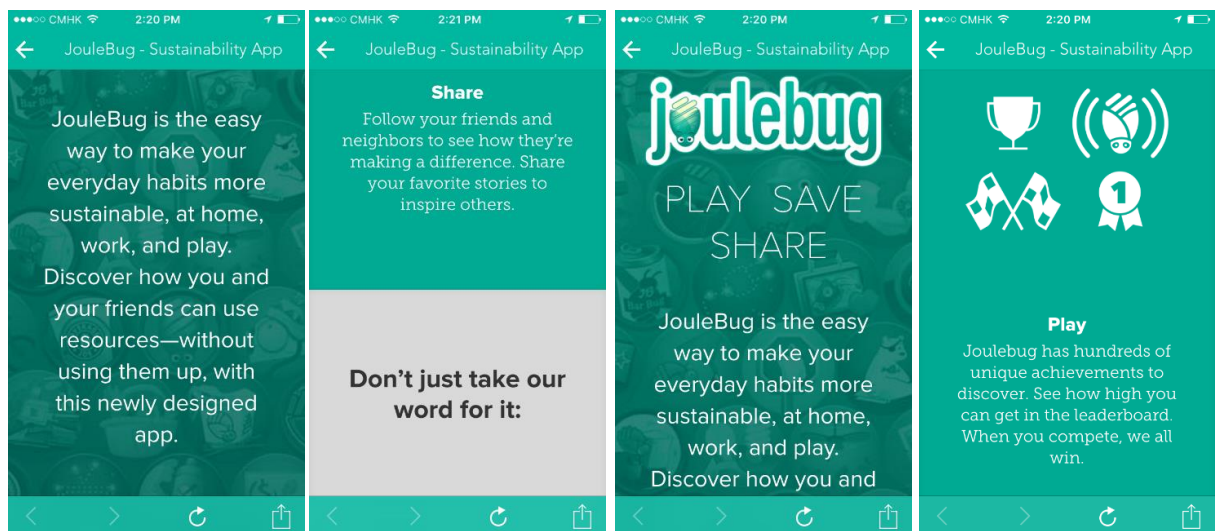 CMHK 2:20 PM
JouleBug - Sustainability App
JouleBug is the easy
way to make your
everyday habits more
sustainable, at home,
work, and play.
Discover how you and
your friends can use
resources—without
using them up, with
this newly designed
app.
CMHK 2:21 PM
JouleBug - Sustainability App
Share
Follow your friends and
neighbors to see how they're
making a difference. Share
your favorite stories to
inspire others.
Don't just take our
word for it:
CMHK 2:20 PM
JouleBug - Sustainability App
joulebug
PLAY SAVE
SHARE
JouleBug is the easy
way to make your
everyday habits more
sustainable, at home,
work, and play.
Discover how you and
CMHK 2:20 PM
JouleBug - Sustainability App
1
Play
Joulebug has hundreds of
unique achievements to
discover. See how high you
can get in the leaderboard.
When you compete, we all
win.